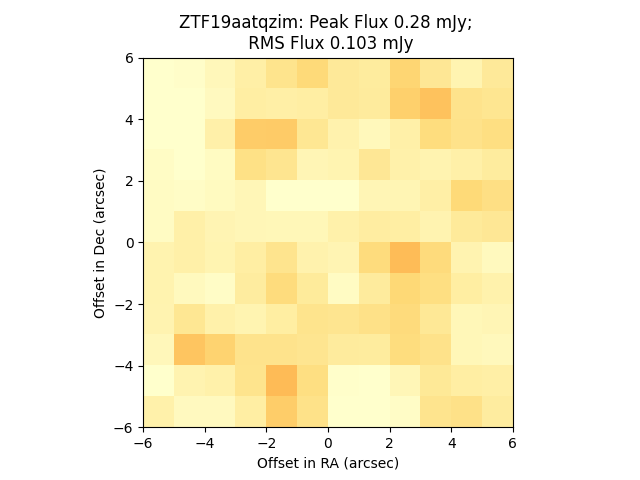 ZTF19aatqzim: Peak Flux 0.28 mJy;
RMS Flux 0.103 mJy
6
4
2
0
−2
−4
−6
Offset in Dec (arcsec)
−6 −4 −2 0 2 4 6
Offset in RA (arcsec)